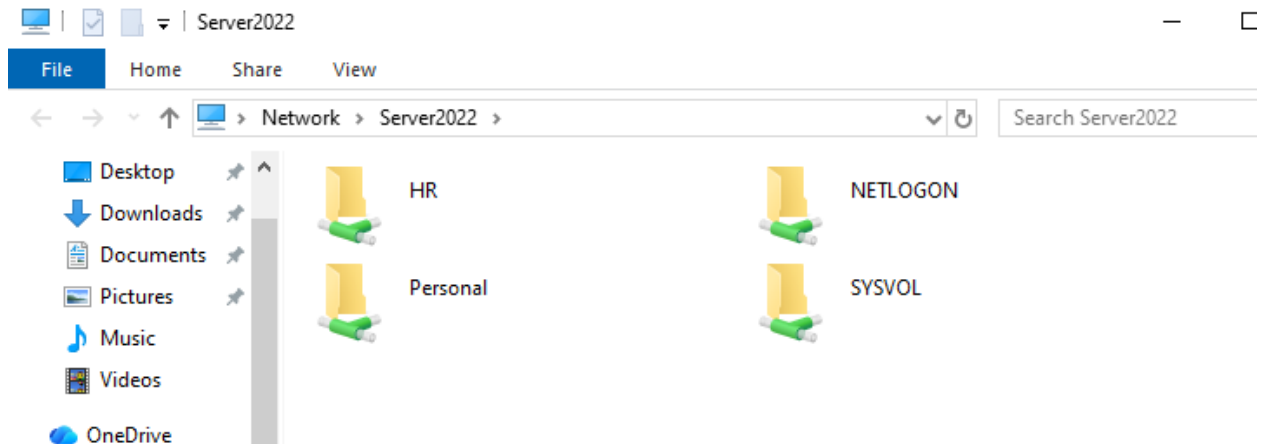 Server2022
File Home Share View
Network > Server2022 >
Search Server2022
Desktop
Downloads
Documents
Pictures
Music
Videos
OneDrive
HR
NETLOGON
Personal
SYSVOL